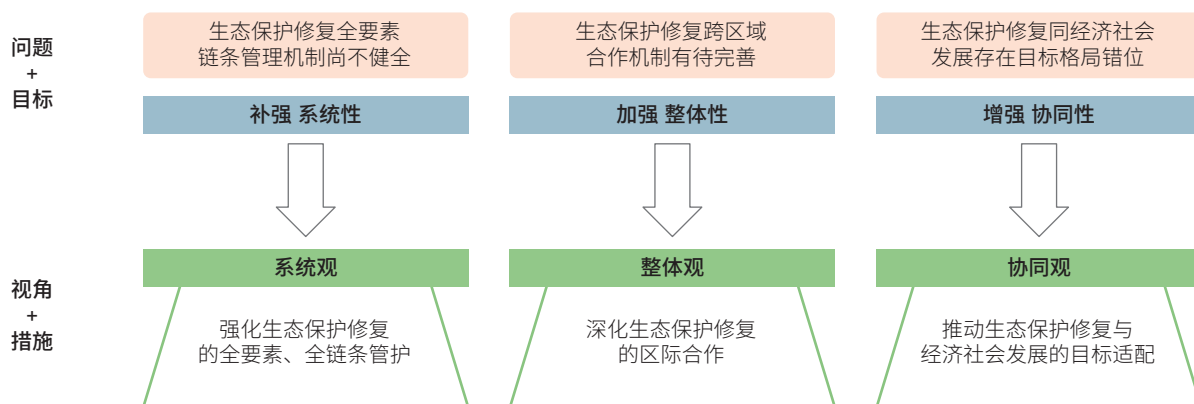 问题
+
目标
生态保护修复全要素
链条管理机制尚不健全
生态保护修复跨区域
合作机制有待完善
生态保护修复同经济社会
发展存在目标格局错位
补强 系统性
加强 整体性
增强 协同性
视角
+
措施
系统观
整体观
协同观
强化生态保护修复
的全要素、全链条管护
深化生态保护修复
的区际合作
推动生态保护修复与
经济社会发展的目标适配